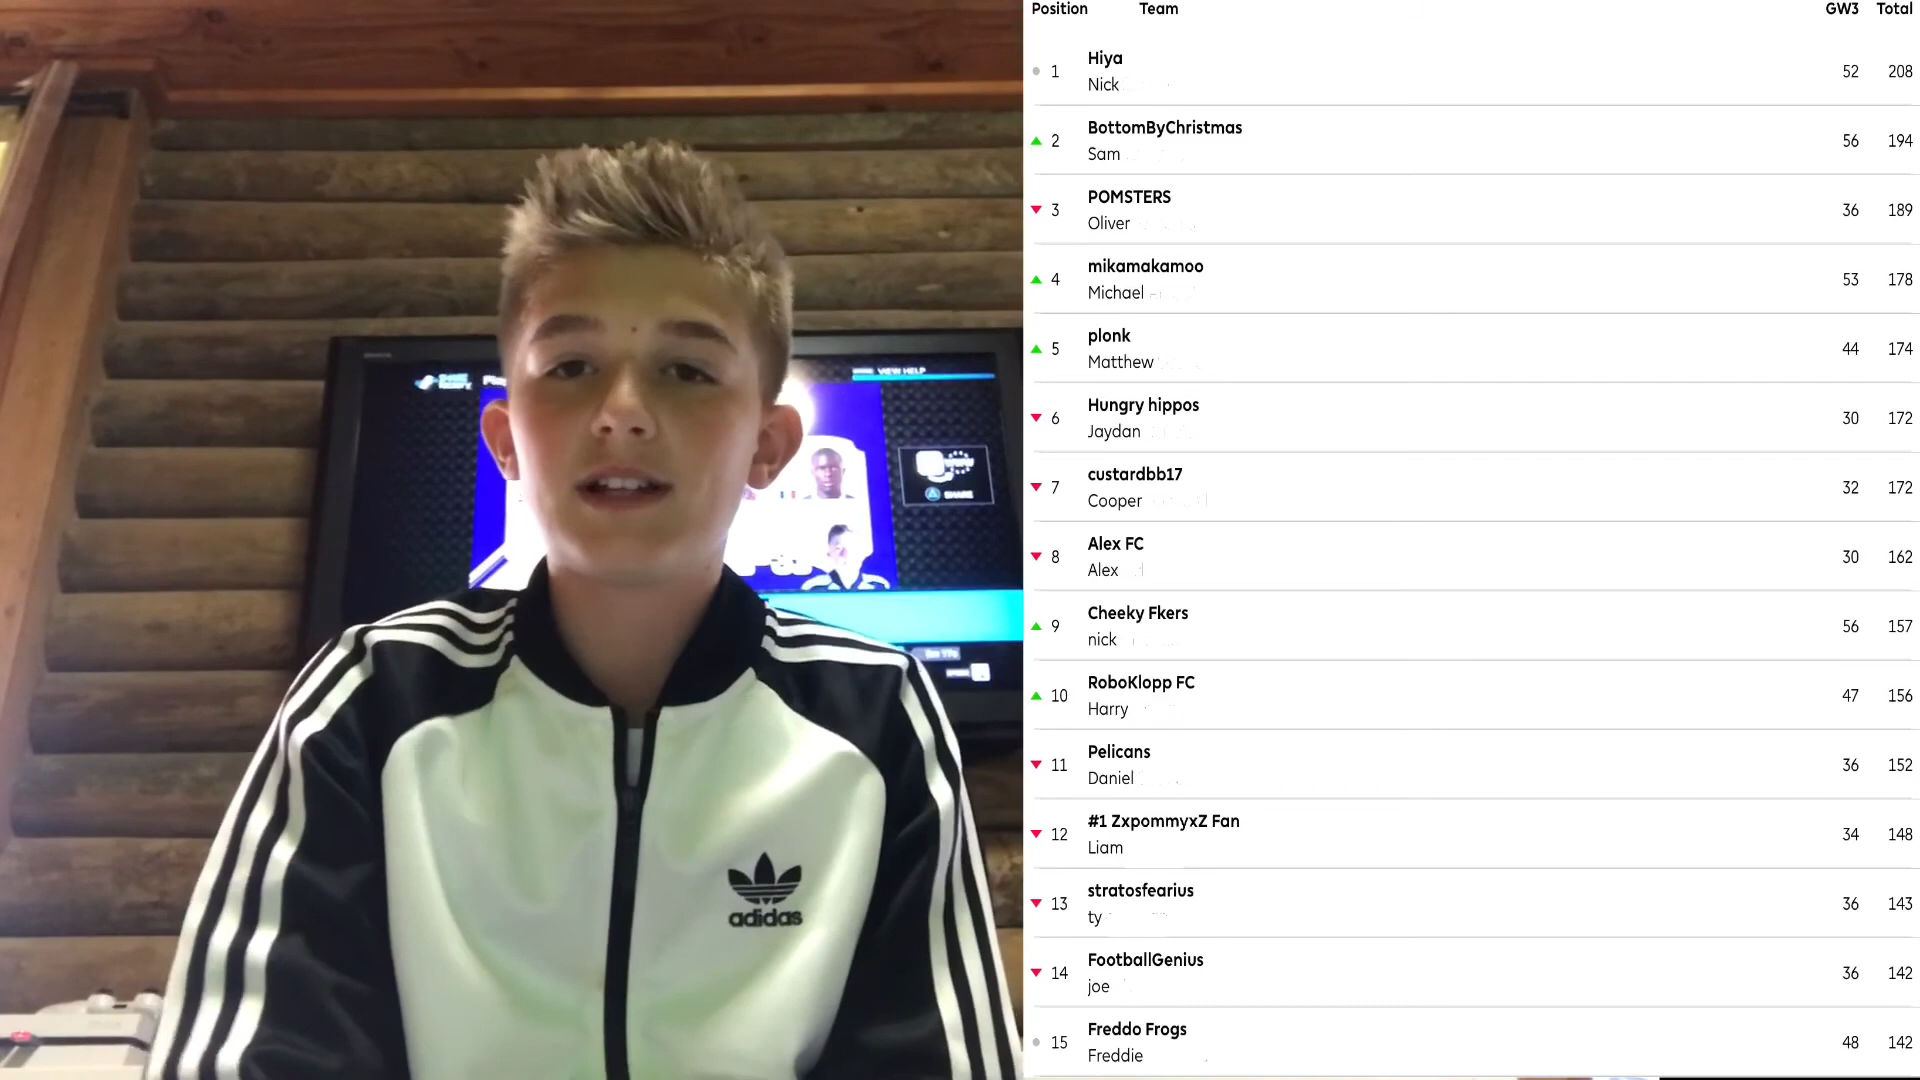 Position Team GW3 Total
1 Hiya 52 208
Nick
2 BottomByChristmas 56 194
Sam
3 POMSTERS 36 189
Oliver
4 mikamakamoo 53 178
Michael
5 plonk 44 174
Matthew
6 Hungry hippos 30 172
Jaydan
7 custardbb17 32 172
Cooper
8 Alex FC 30 162
Alex
9 Cheeky Fkers 56 157
nick
10 RoboKlopp FC 47 156
Harry
11 Pelicans 36 152
Daniel
12 #1 ZxpommyxZ Fan 34 148
Liam
13 stratosfearius 36 143
ty
14 FootballGenius 36 142
joe
15 Freddo Frogs 48 142
Freddie
VIEW HELP
SHARE
adidas